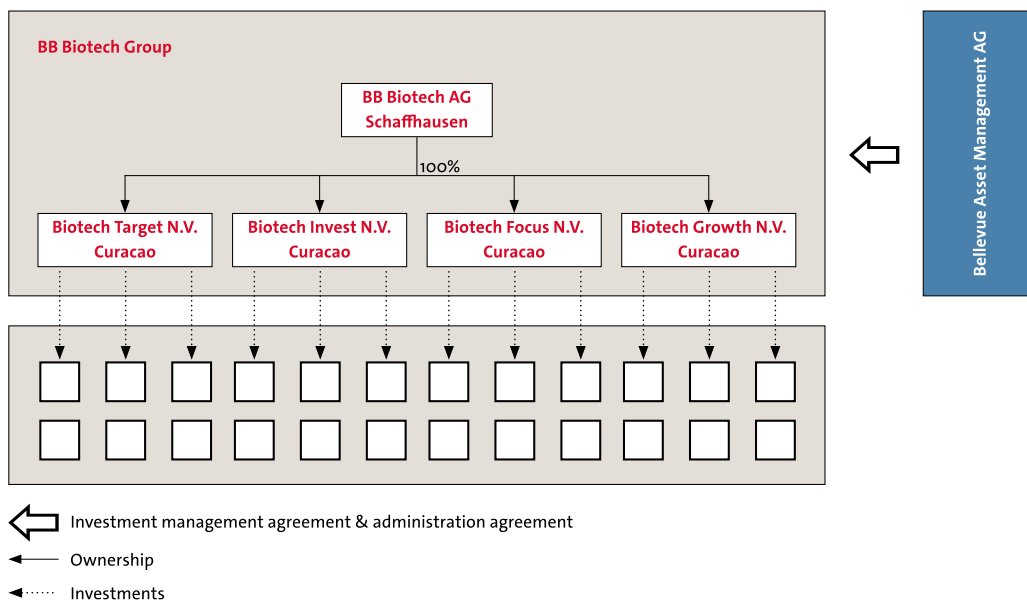 BB Biotech Group
BB Biotech AG
Schaffhausen
100%
Biotech Target N.V.
Curacao
Biotech Invest N.V.
Curacao
Biotech Focus N.V.
Curacao
Biotech Growth N.V.
Curacao
Bellevue Asset Management AG
Investment management agreement & administration agreement
Ownership
Investments